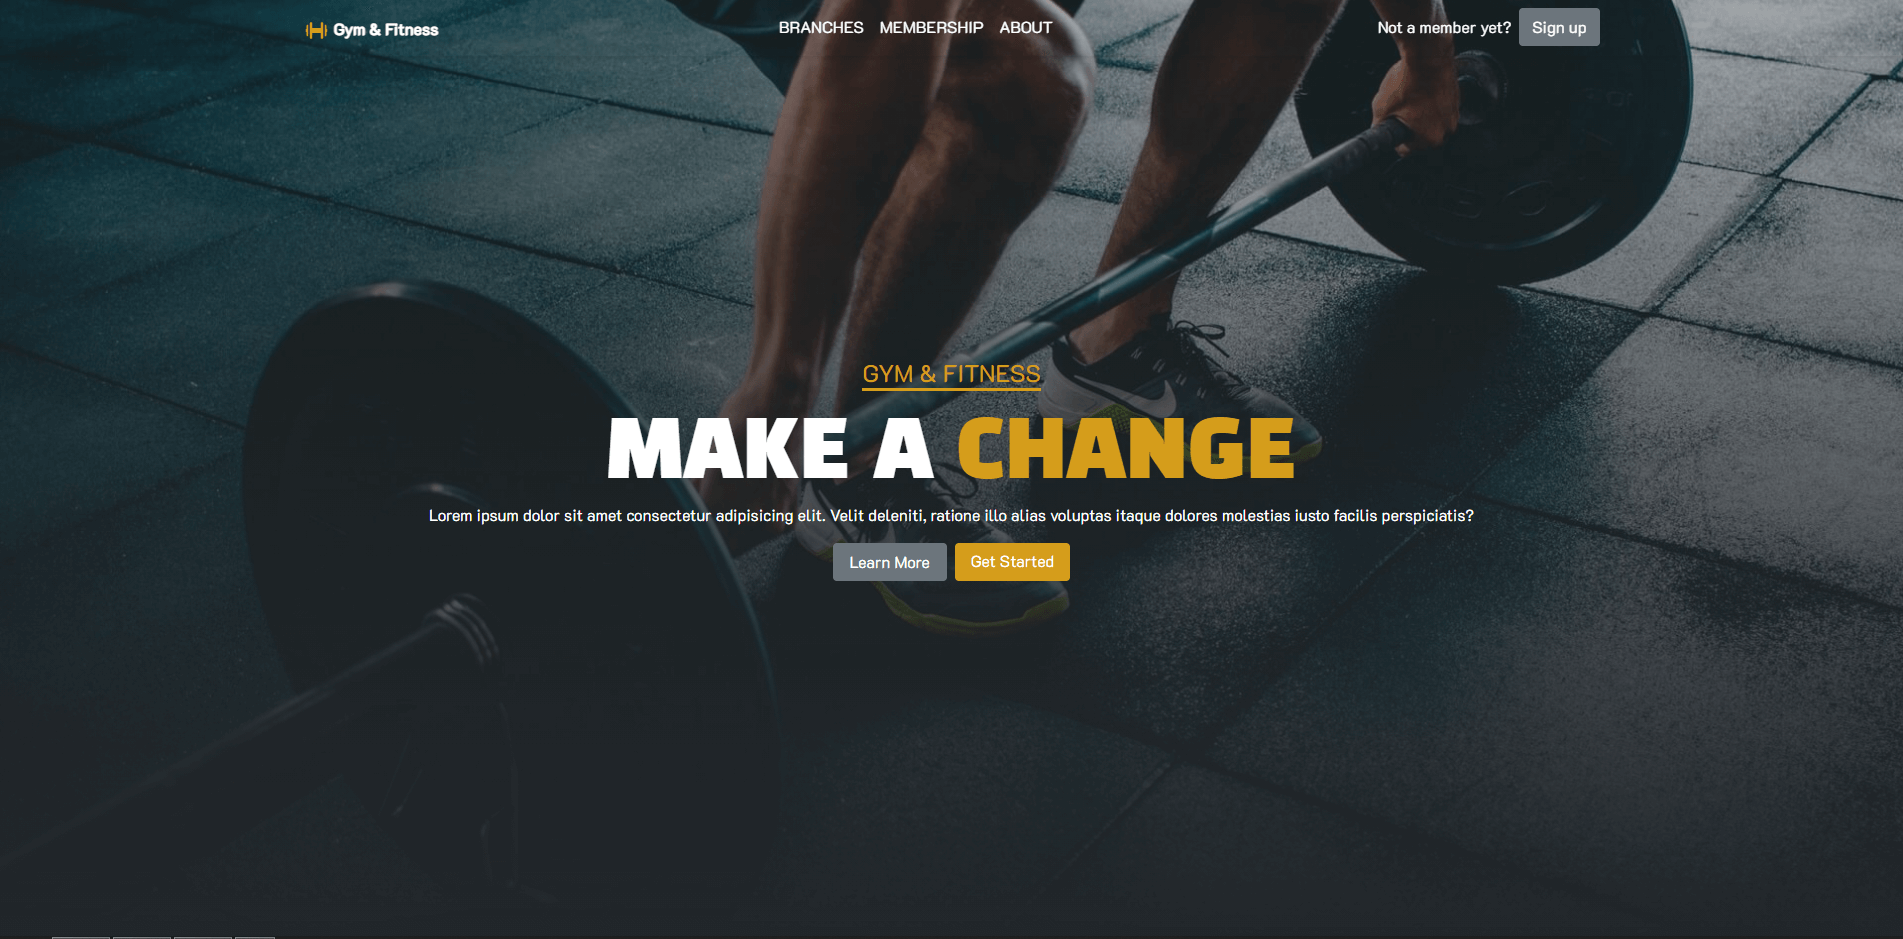 Gym & Fitness
BRANCHES MEMBERSHIP ABOUT
Not a member yet? Sign up
GYM & FITNESS
MAKE A CHANGE
Lorem ipsum dolor sit amet consectetur adipisicing elit. Velit deleniti, ratione illo alias voluptas itaque dolores molestias iusto facilis perspiciatis?
Learn More Get Started